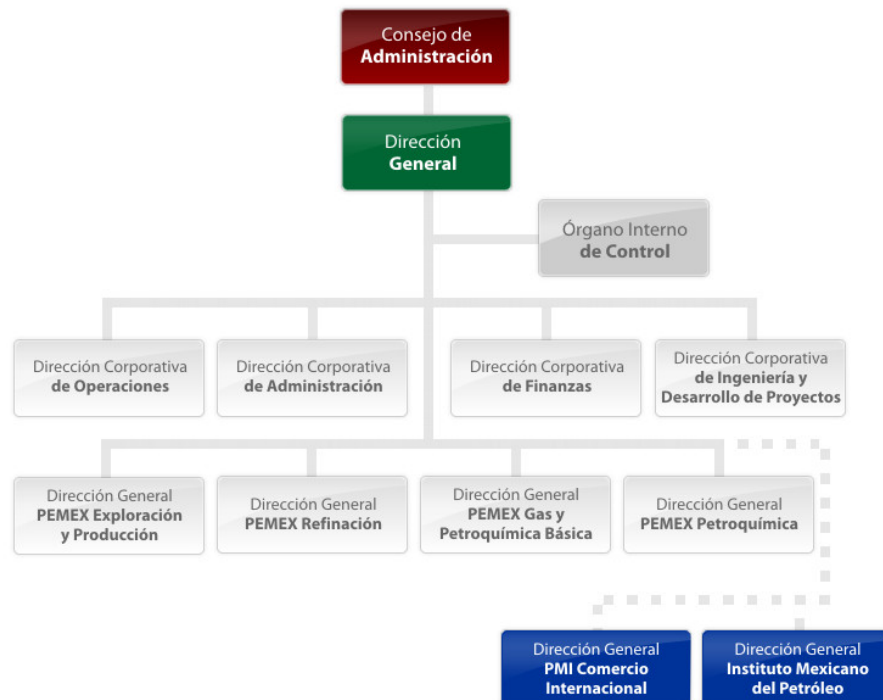 Consejo de
Administración
Dirección
General
Órgano Interno
de Control
Dirección Corporativa
de Operaciones
Dirección Corporativa
de Administración
Dirección Corporativa
de Finanzas
Dirección Corporativa
de Ingeniería y
Desarrollo de Proyectos
Dirección General
PEMEX Exploración
y Producción
Dirección General
PEMEX Refinación
Dirección General
PEMEX Gas y
Petroquímica Básica
Dirección General
PEMEX Petroquímica
Dirección General
PMI Comercio
Internacional
Dirección General
Instituto Mexicano
del Petróleo